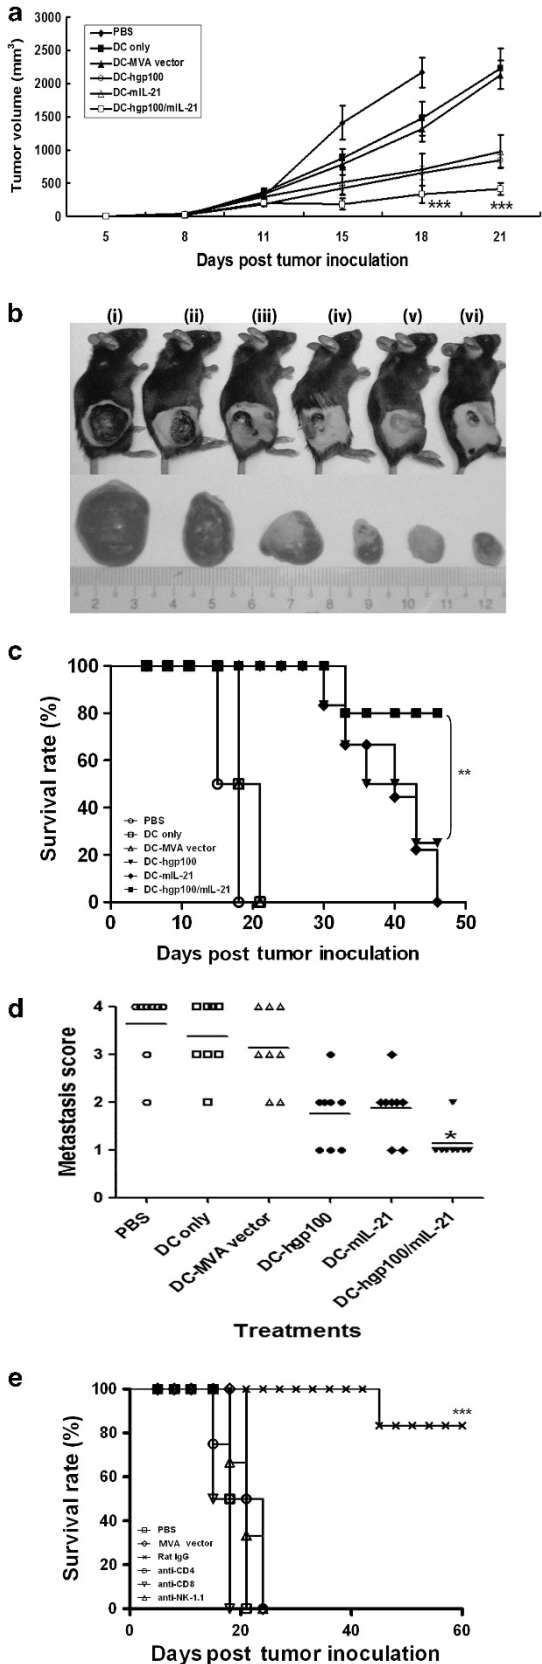 a
Tumor volume (mm3)
3000
2500
2000
1500
1000
500
0
PBS
DC only
DC-MVA vector
DC-hgp100
DC-mIL-21
DC-hgp100/mIL-21
*** ***
5 8 11 15 18 21
Days post tumor inoculation
b
(i) (ii) (iii) (iv) (v) (vi)
2 3 4 5 6 7 8 9 10 11 12
c
Survival rate (%)
100
80
60
40
20
0
**
PBS
DC only
DC-MVA vector
DC-hgp100
DC-mIL-21
DC-hgp100/mIL-21
0 10 20 30 40 50
Days post tumor inoculation
d
Metastasis score
4
3
2
1
0
*
PBS
DC only
DC-MVA vector
DC-hgp100
DC-mIL-21
DC-hgp100/mIL-21
Treatments
e
Survival rate (%)
100
80
60
40
20
0
***
PBS
MVA vector
Rat IgG
anti-CD4
anti-CD8
anti-NK-1.1
0 20 40 60
Days post tumor inoculation